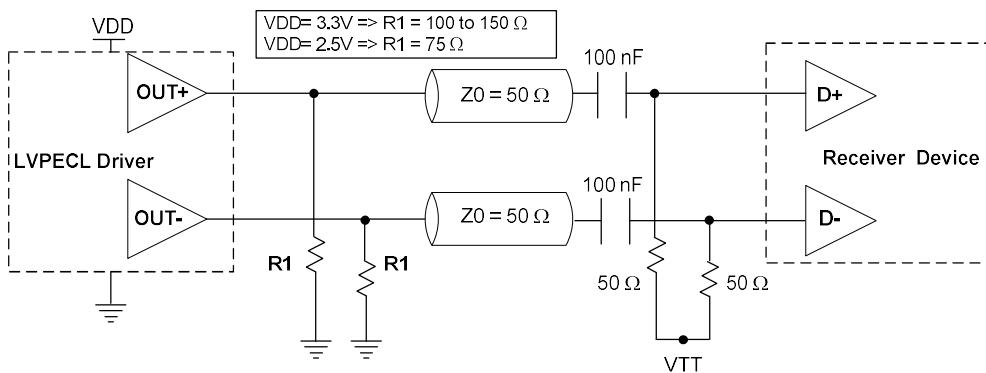 VDD
VDD= 3.3V => R1 = 100 to 150 Ω
VDD= 2.5V => R1 = 75 Ω
100 nF
OUT+
Z0 = 50 Ω
D+
LVPECL Driver
Receiver Device
100 nF
OUT-
Z0 = 50 Ω
D-
R1
R1
50 Ω
50 Ω
VTT